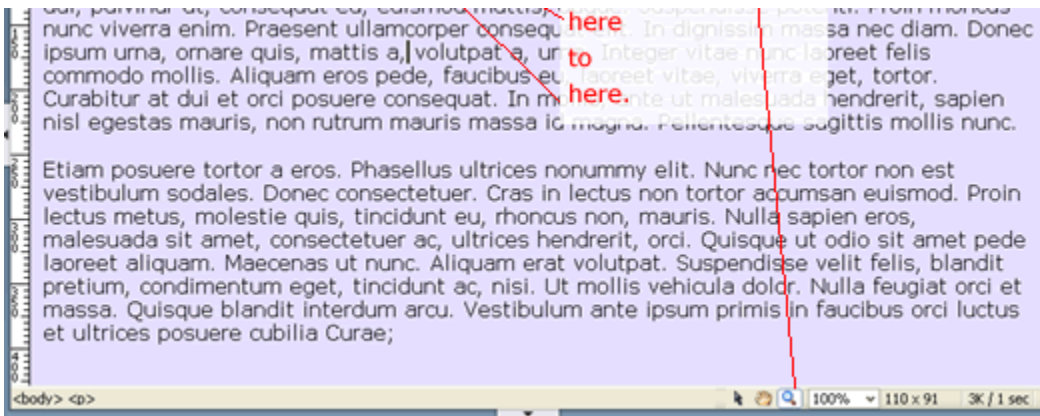 dui, pulvinar ut, consequat eu, euismod mattis, augue. Suspendisse potenti. Proin rhoncus
nunc viverra enim. Praesent ullamcorper consequat elit. In dignissim massa nec diam. Donec
ipsum urna, ornare quis, mattis a, volutpat a, urna. Integer vitae nunc laoreet felis
commodo mollis. Aliquam eros pede, faucibus eu, laoreet vitae, viverra eget, tortor.
Curabitur at dui et orci posuere consequat. In mollis, ante ut malesuada hendrerit, sapien
nisl egestas mauris, non rutrum mauris massa id magna. Pellentesque sagittis mollis nunc.
here
to
here.
Etiam posuere tortor a eros. Phasellus ultrices nonummy elit. Nunc nec tortor non est
vestibulum sodales. Donec consectetuer. Cras in lectus non tortor accumsan euismod. Proin
lectus metus, molestie quis, tincidunt eu, rhoncus non, mauris. Nulla sapien eros,
malesuada sit amet, consectetuer ac, ultrices hendrerit, orci. Quisque ut odio sit amet pede
laoreet aliquam. Maecenas ut nunc. Aliquam erat volutpat. Suspendisse velit felis, blandit
pretium, condimentum eget, tincidunt ac, nisi. Ut mollis vehicula dolor. Nulla feugiat orci et
massa. Quisque blandit interdum arcu. Vestibulum ante ipsum primis in faucibus orci luctus
et ultrices posuere cubilia Curae;
<body> <p> 100% 110 x 91 3K / 1 sec